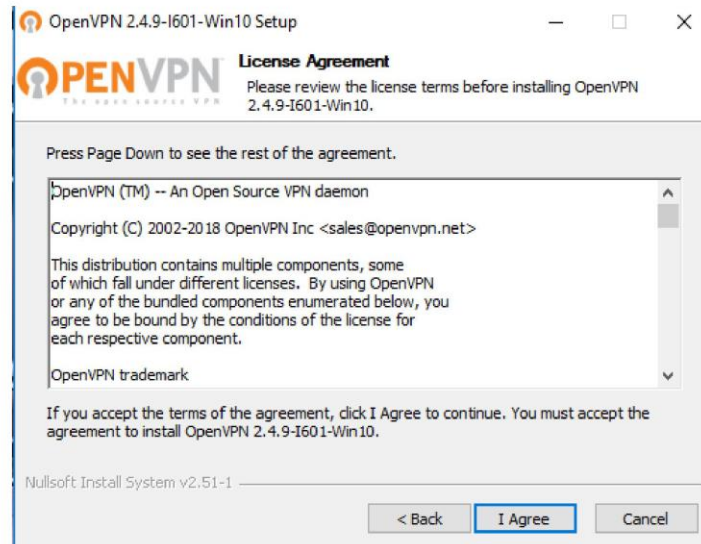 OpenVPN 2.4.9-I601-Win10 Setup
OPENVPN
The open source VPN
License Agreement
Please review the license terms before installing OpenVPN
2.4.9-I601-Win10.
Press Page Down to see the rest of the agreement.
OpenVPN (TM) -- An Open Source VPN daemon
Copyright (C) 2002-2018 OpenVPN Inc <sales@openvpn.net>
This distribution contains multiple components, some
of which fall under different licenses.  By using OpenVPN
or any of the bundled components enumerated below, you
agree to be bound by the conditions of the license for
each respective component.
OpenVPN trademark
If you accept the terms of the agreement, click I Agree to continue. You must accept the
agreement to install OpenVPN 2.4.9-I601-Win10.
Nullsoft Install System v2.51-1
< Back
I Agree
Cancel